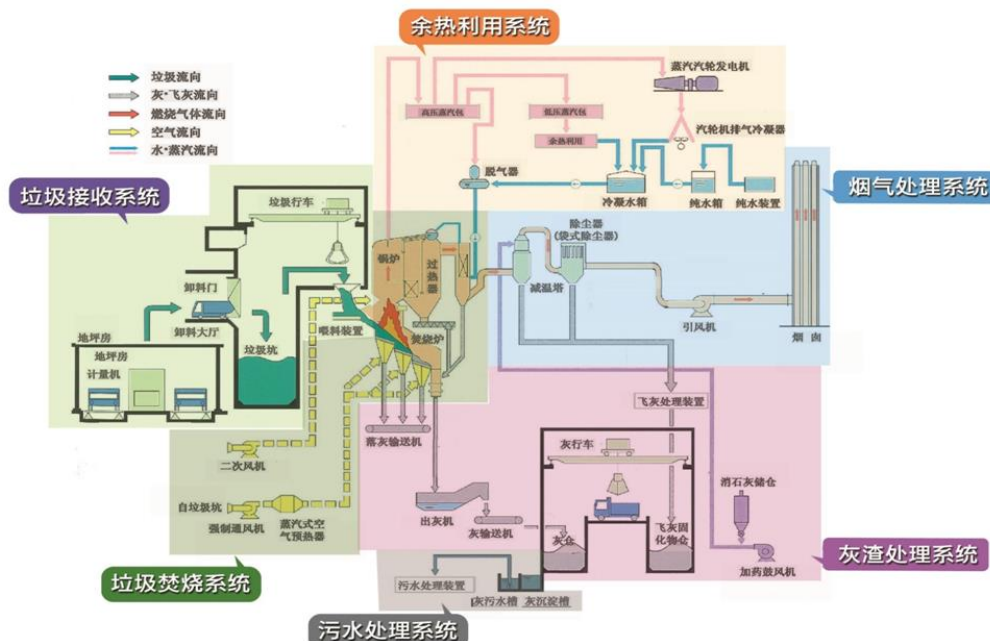 余热利用系统
垃圾流向
灰·飞灰流向
燃烧气体流向
空气流向
水·蒸汽流向
蒸汽汽轮发电机
高压蒸汽包
低压蒸汽包
汽轮机排气冷凝器
余热利用
脱气器
冷凝水箱
纯水箱
纯水装置
垃圾接收系统
烟气处理系统
垃圾行车
除尘器
(袋式除尘器)
锅炉
过热器
减温塔
卸料门
卸料大厅
喂料装置
焚烧炉
引风机
烟 囱
地坪房
地坪房
计量机
垃圾坑
飞灰处理装置
落灰输送机
灰行车
二次风机
消石灰储仓
自垃圾坑
强制通风机
蒸汽式空气预热器
出灰机
灰输送机
灰仓
飞灰固化物仓
加药鼓风机
灰渣处理系统
垃圾焚烧系统
污水处理装置
灰污水槽
灰沉淀槽
污水处理系统